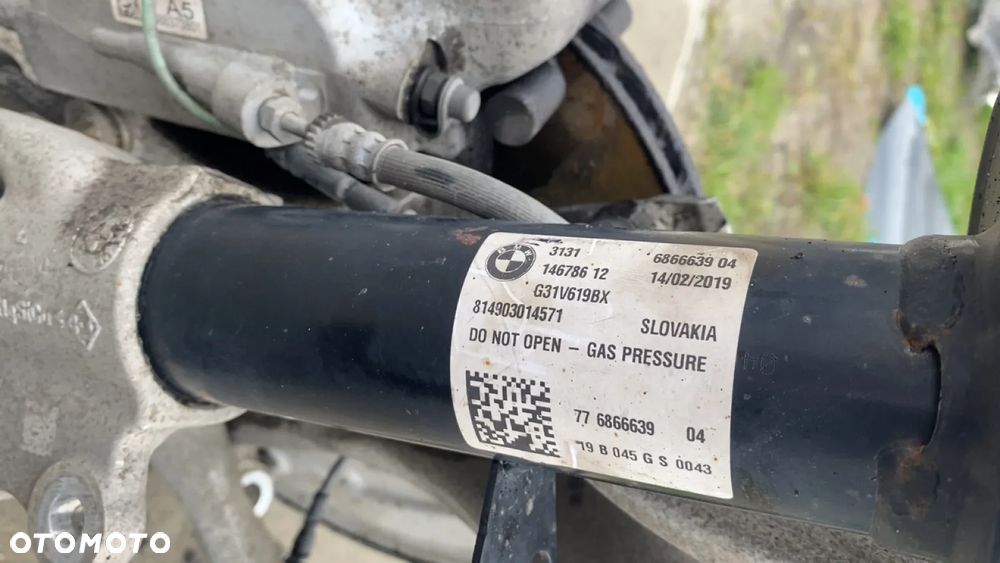 A5
BMW
3131
6866639 04
146786 12
14/02/2019
G31V619BX
814903014571
SLOVAKIA
DO NOT OPEN - GAS PRESSURE
77 6866639 04
19 B 045 G S 0043
OTOMOTO